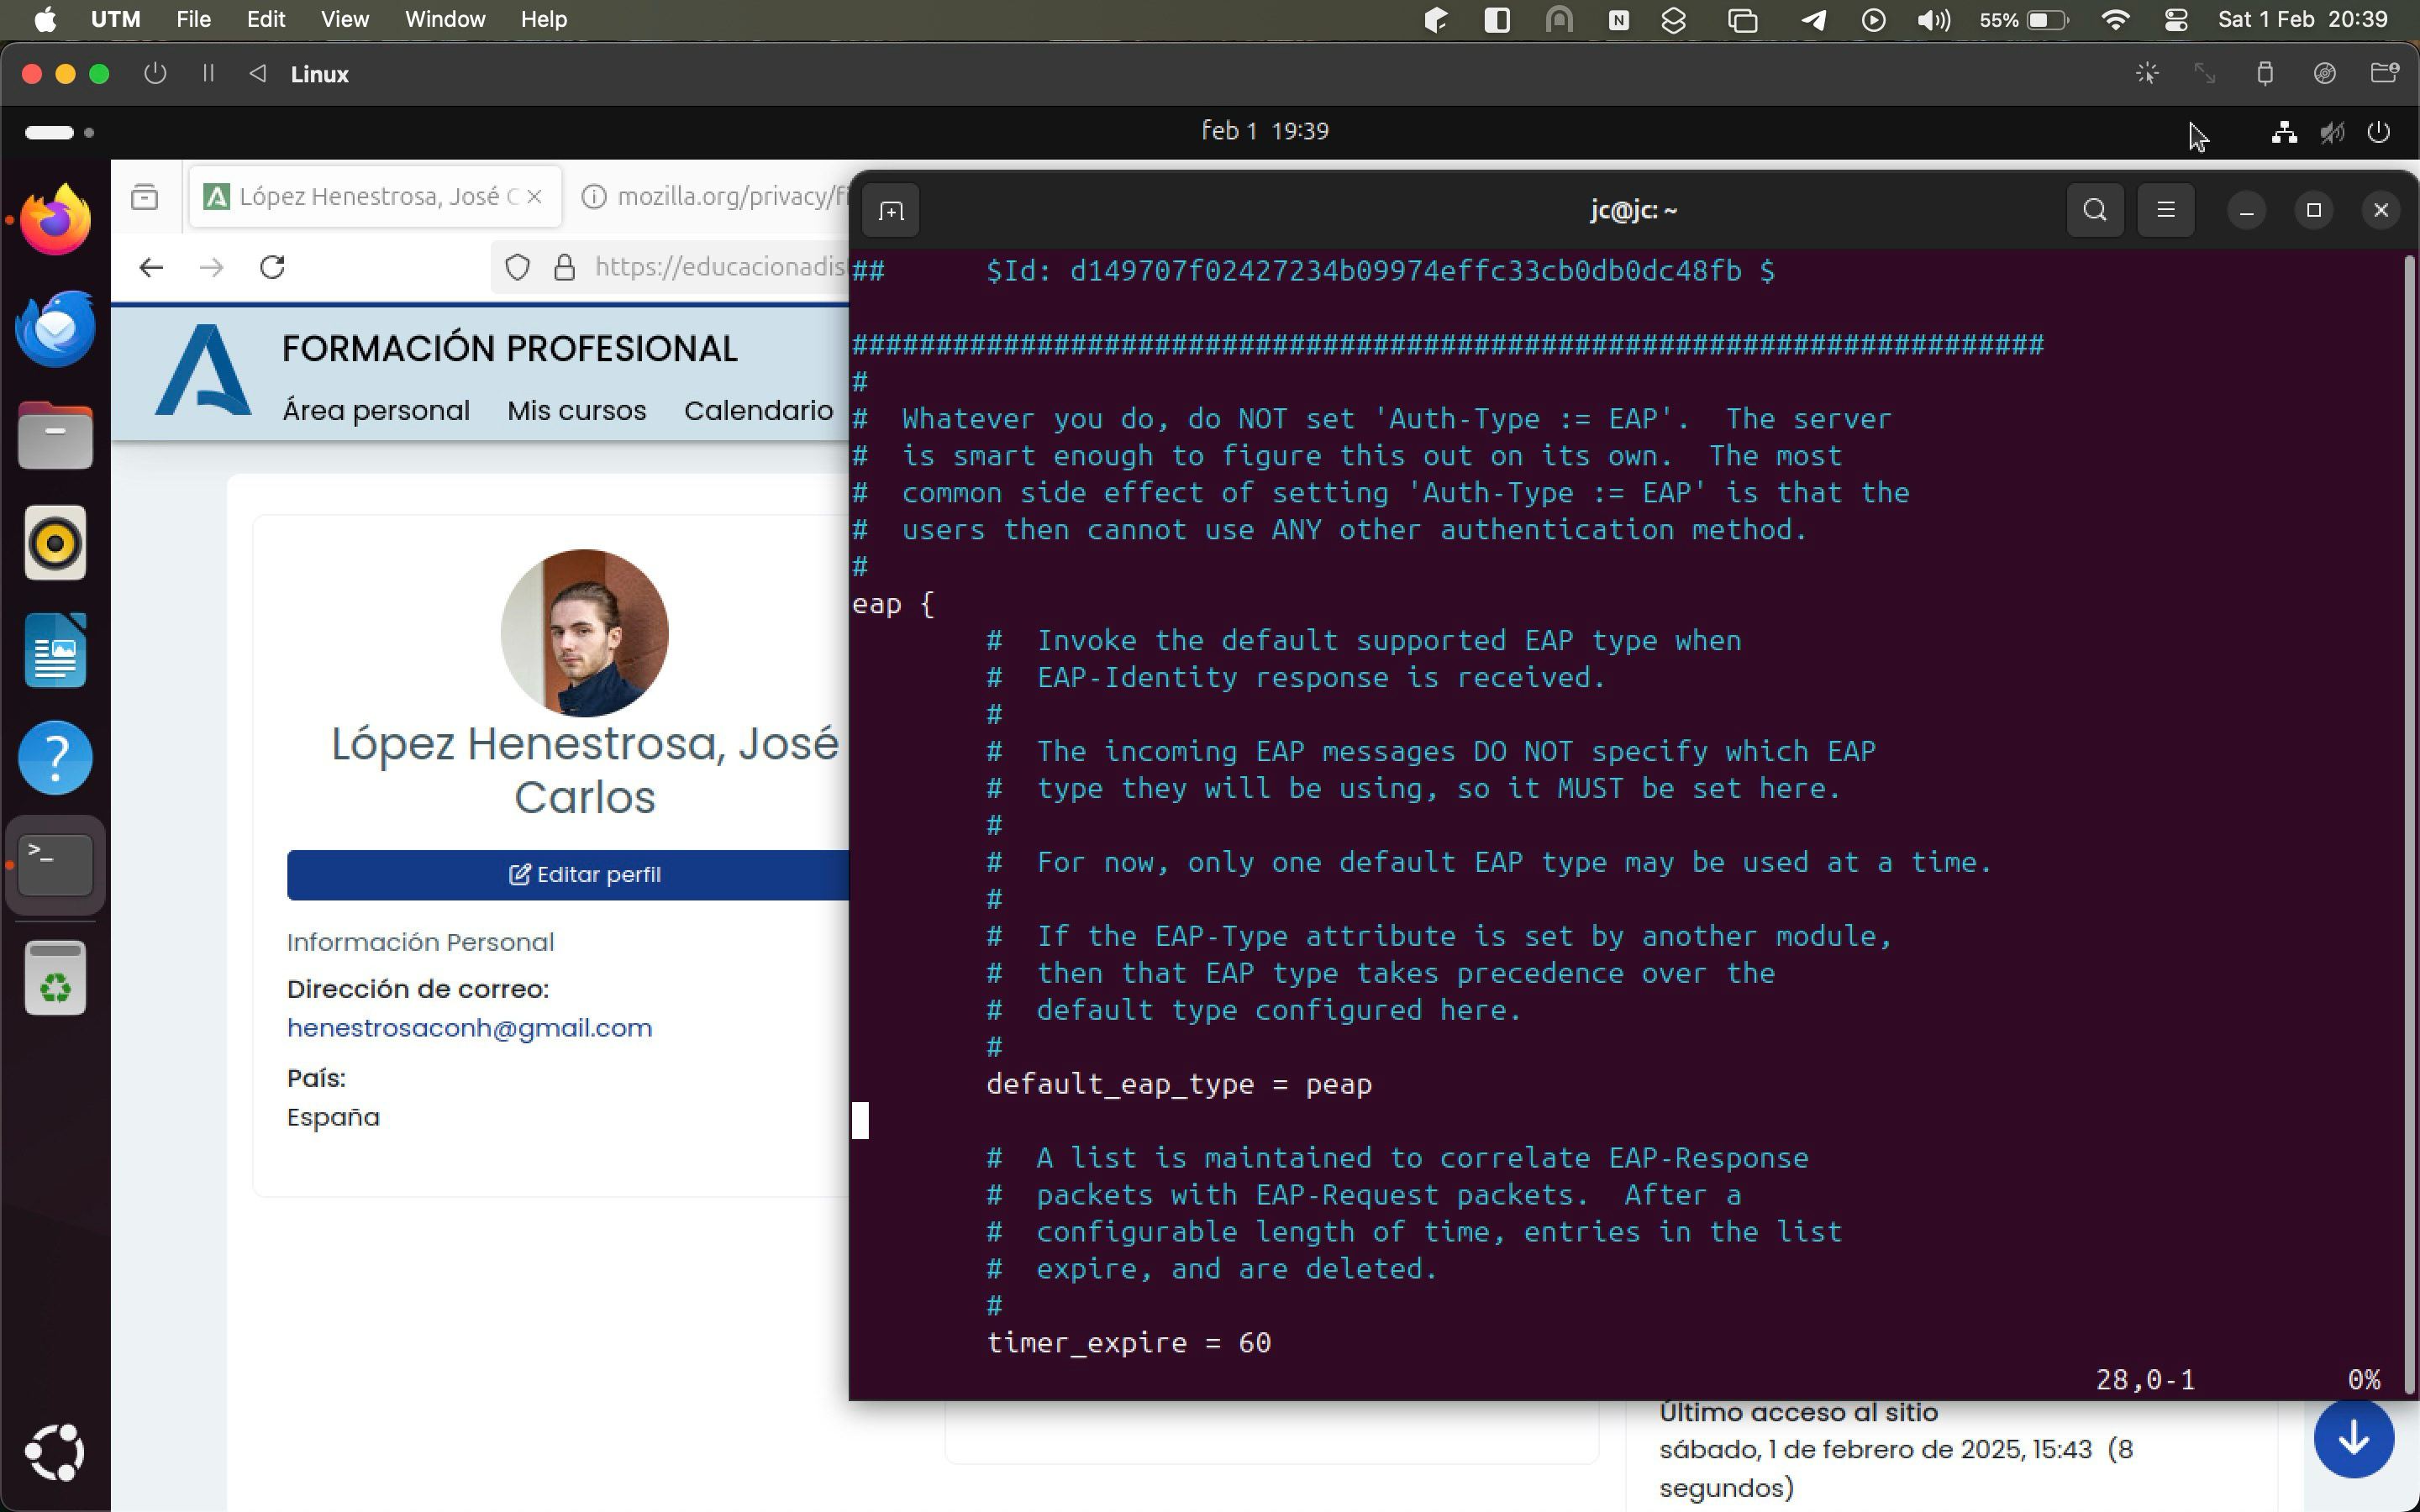 UTM File Edit View Window Help 55% Sat 1 Feb 20:39
Linux
feb 1 19:39
López Henestrosa, José C
mozilla.org/privacy/fi
https://educacionadis
FORMACIÓN PROFESIONAL
Área personal Mis cursos Calendario
López Henestrosa, José
Carlos
Editar perfil
Información Personal
Dirección de correo:
henestrosaconh@gmail.com
País:
España
jc@jc: ~
## $Id: d149707f02427234b09974effc33cb0db0dc48fb $
#######################################################################
#
# Whatever you do, do NOT set 'Auth-Type := EAP'. The server
# is smart enough to figure this out on its own. The most
# common side effect of setting 'Auth-Type := EAP' is that the
# users then cannot use ANY other authentication method.
#
eap {
# Invoke the default supported EAP type when
# EAP-Identity response is received.
#
# The incoming EAP messages DO NOT specify which EAP
# type they will be using, so it MUST be set here.
#
# For now, only one default EAP type may be used at a time.
#
# If the EAP-Type attribute is set by another module,
# then that EAP type takes precedence over the
# default type configured here.
#
default_eap_type = peap
# A list is maintained to correlate EAP-Response
# packets with EAP-Request packets. After a
# configurable length of time, entries in the list
# expire, and are deleted.
#
timer_expire = 60
28,0-1 0%
Último acceso al sitio
sábado, 1 de febrero de 2025, 15:43 (8
segundos)